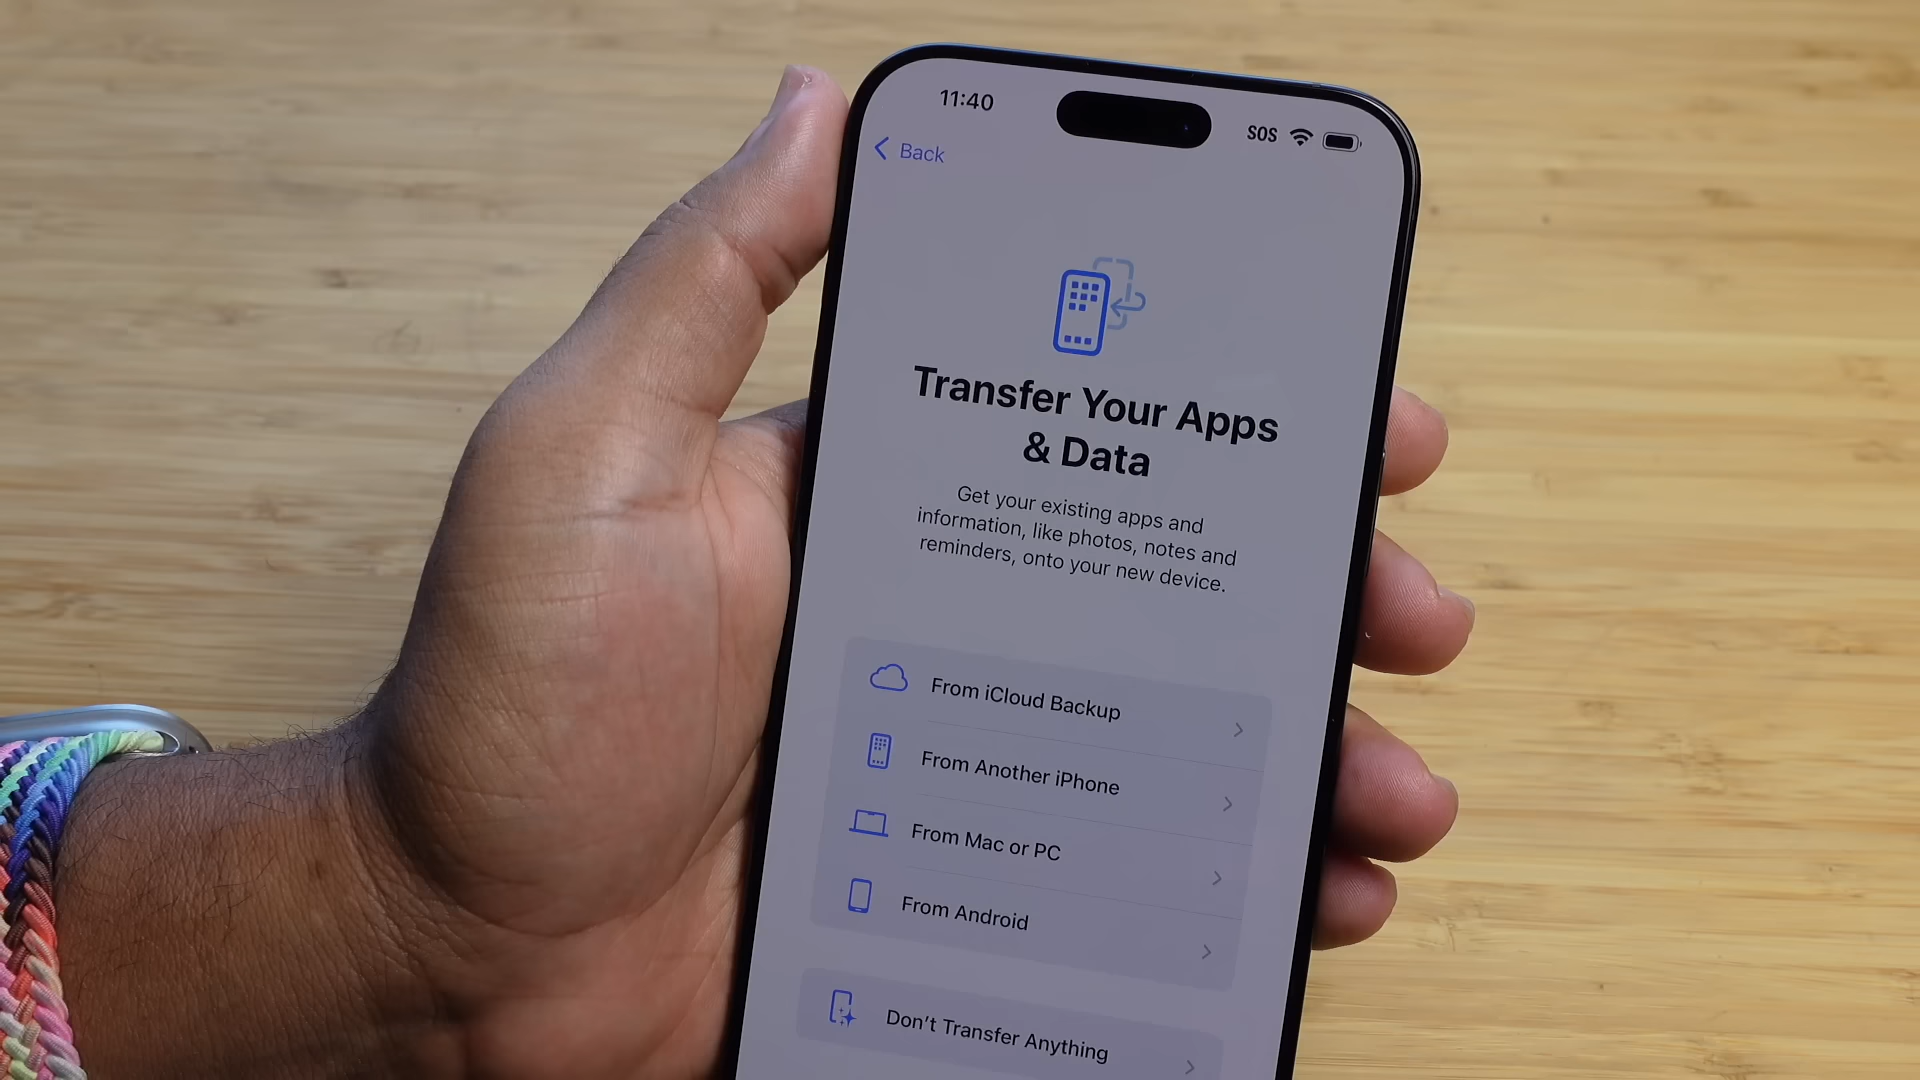 11:40
SOS
Back
Transfer Your Apps
& Data
Get your existing apps and
information, like photos, notes and
reminders, onto your new device.
From iCloud Backup
From Another iPhone
From Mac or PC
From Android
Don't Transfer Anything